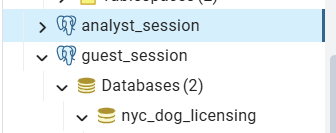 analyst_session
guest_session
Databases (2)
nyc_dog_licensing